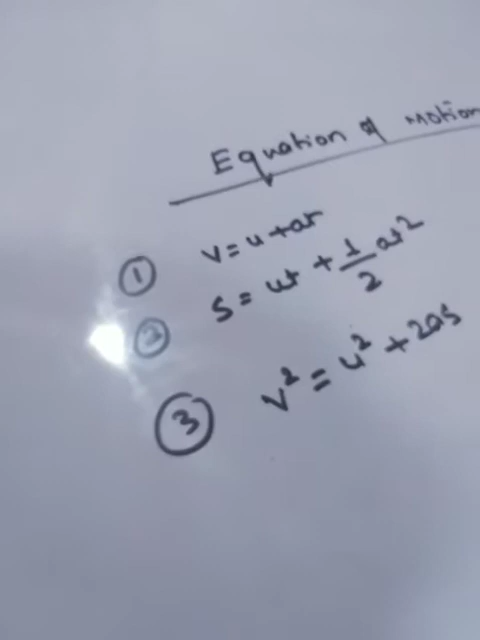 Equation of Motion
① v = u + at
② s = ut + 1/2 at²
③ v² = u² + 2as